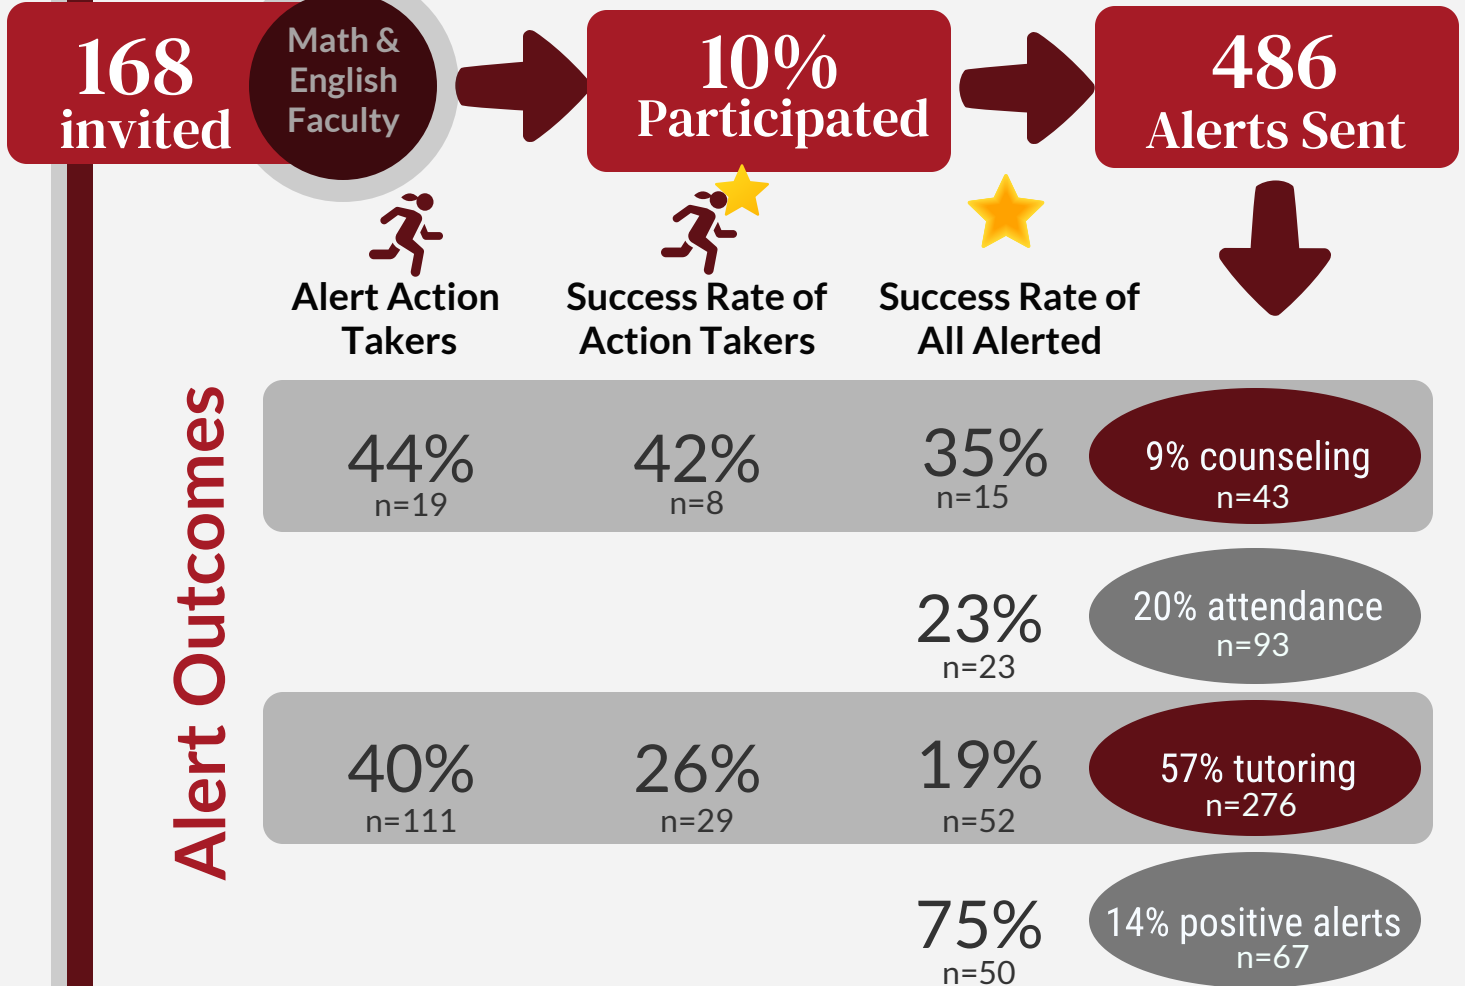 168
invited
Math &
English
Faculty
10%
Participated
486
Alerts Sent
Alert Action
Takers
Success Rate of
Action Takers
Success Rate of
All Alerted
Alert Outcomes
44%
n=19
42%
n=8
35%
n=15
9% counseling
n=43
23%
n=23
20% attendance
n=93
40%
n=111
26%
n=29
19%
n=52
57% tutoring
n=276
75%
n=50
14% positive alerts
n=67